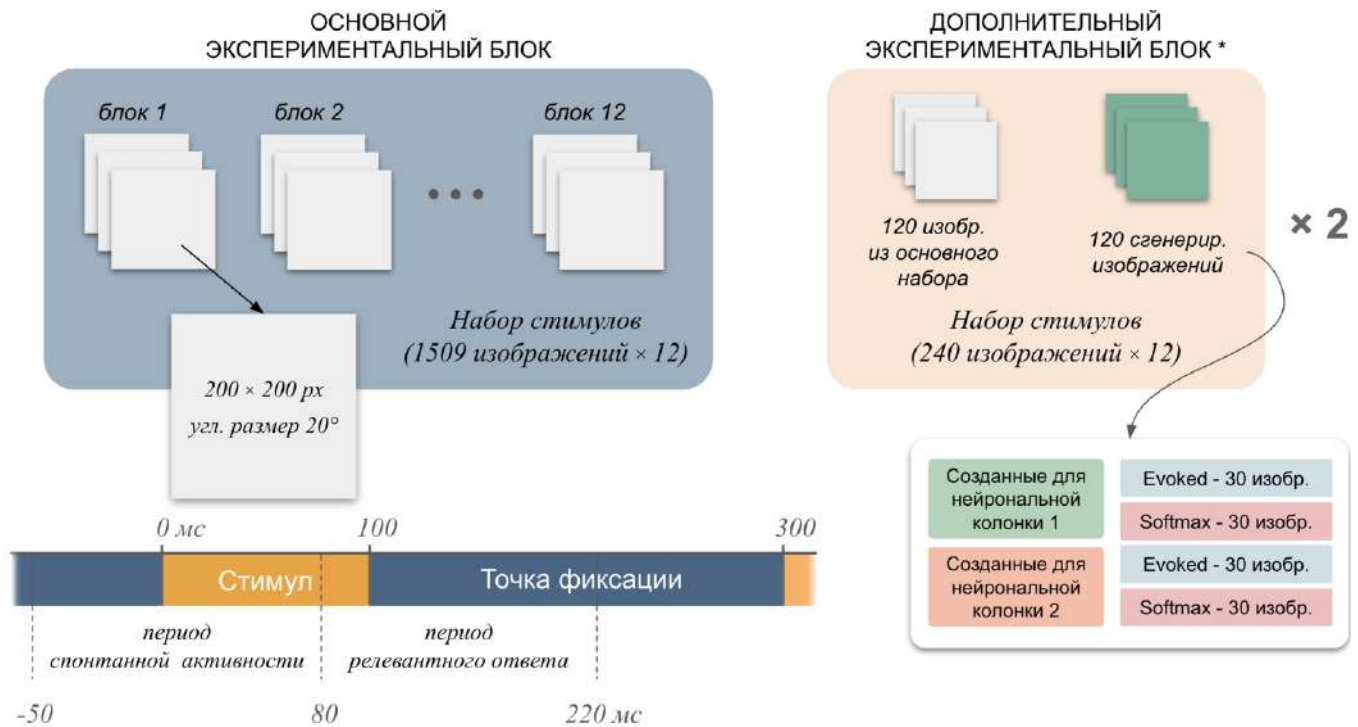 ОСНОВНОЙ
ЭКСПЕРИМЕНТАЛЬНЫЙ БЛОК
блок 1
блок 2
блок 12
Набор стимулов
(1509 изображений × 12)
200 × 200 px
угл. размер 20°
ДОПОЛНИТЕЛЬНЫЙ
ЭКСПЕРИМЕНТАЛЬНЫЙ БЛОК *
120 изобр.
из основного
набора
120 сгенерир.
изображений
× 2
Набор стимулов
(240 изображений × 12)
Созданные для
нейрональной
колонки 1
Evoked - 30 изобр.
Softmax - 30 изобр.
Созданные для
нейрональной
колонки 2
Evoked - 30 изобр.
Softmax - 30 изобр.
0 мс
100
300
Стимул
Точка фиксации
период
спонтанной активности
период
релевантного ответа
-50
80
220 мс